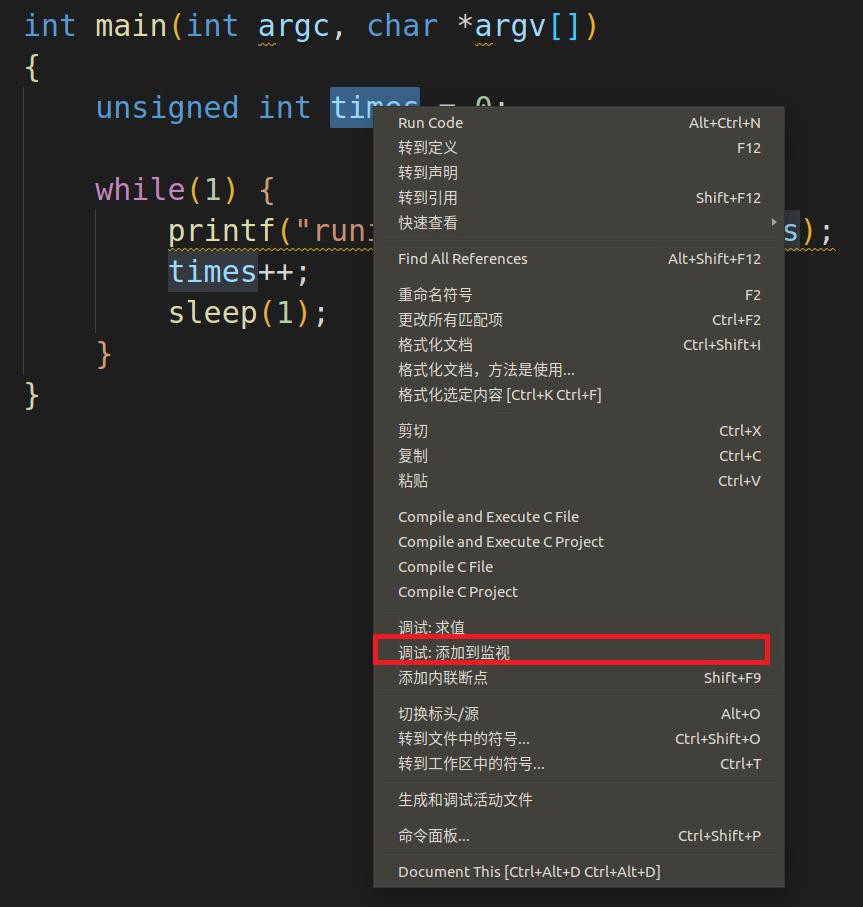 int main(int argc, char *argv[])
{
unsigned int times = 0;
while(1) {
printf("runi s);
times++;
sleep(1);
}
}
Run Code Alt+Ctrl+N
转到定义 F12
转到声明
转到引用 Shift+F12
快速查看
Find All References Alt+Shift+F12
重命名符号 F2
更改所有匹配项 Ctrl+F2
格式化文档 Ctrl+Shift+I
格式化文档，方法是使用...
格式化选定内容 [Ctrl+K Ctrl+F]
剪切 Ctrl+X
复制 Ctrl+C
粘贴 Ctrl+V
Compile and Execute C File
Compile and Execute C Project
Compile C File
Compile C Project
调试: 求值
调试: 添加到监视
添加内联断点 Shift+F9
切换标头/源 Alt+O
转到文件中的符号... Ctrl+Shift+O
转到工作区中的符号... Ctrl+T
生成和调试活动文件
命令面板... Ctrl+Shift+P
Document This [Ctrl+Alt+D Ctrl+Alt+D]